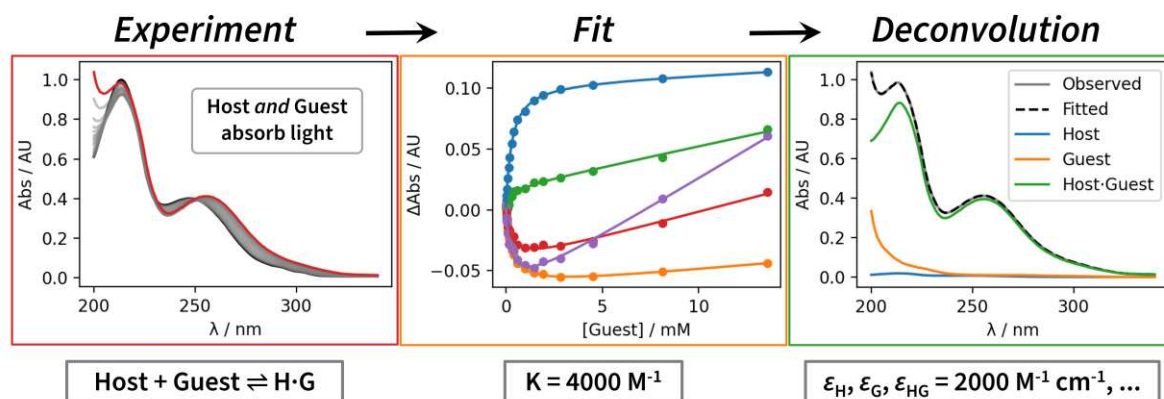 Experiment
Fit
Deconvolution
1.0
0.8
0.6
0.4
0.2
0.0
Abs / AU
Host and Guest
absorb light
200
250
300
λ / nm
0.10
0.05
0.00
−0.05
ΔAbs / AU
0
5
10
[Guest] / mM
1.0
0.8
0.6
0.4
0.2
0.0
Abs / AU
Observed
Fitted
Host
Guest
Host·Guest
200
250
300
λ / nm
Host + Guest ⇌ H·G
K = 4000 M⁻¹
εH, εG, εHG = 2000 M⁻¹ cm⁻¹, ...